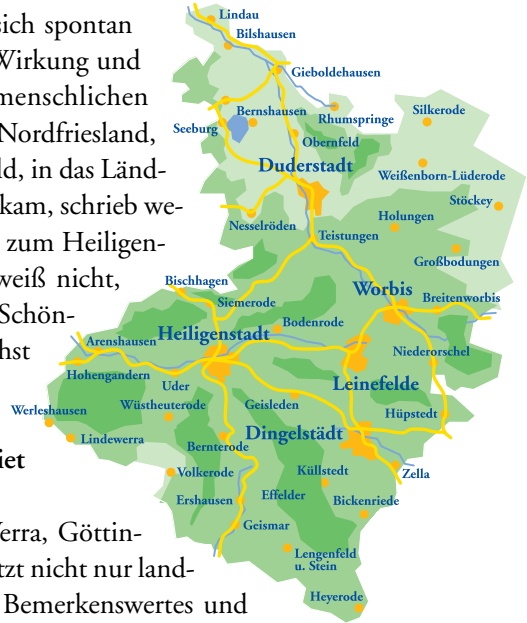 sich spontan
Wirkung und
menschlichen
Nordfriesland,
ld, in das Länd-
kam, schrieb we-
zum Heiligen-
weiß nicht,
Schön-
hst
iet
Werra, Göttin-
tzt nicht nur land-
Bemerkenswertes und
Lindau
Bilshausen
Gieboldehausen
Bernshausen
Rhumspringe
Silkerode
Seeburg
Obernfeld
Duderstadt
Weißenborn-Lüderode
Stöckey
Holungen
Nesselröden
Teistungen
Großbodungen
Bischhagen
Worbis
Siemerode
Breitenworbis
Bodenrode
Heiligenstadt
Arenshausen
Niederorschel
Hohengandern
Uder
Leinefelde
Wüstheuterode
Geisleden
Werleshausen
Hüpstedt
Lindewerra
Dingelstädt
Bernterode
Volkerode
Küllstedt
Zella
Ershausen
Effelder
Bickenriede
Geismar
Lengenfeld
u. Stein
Heyerode